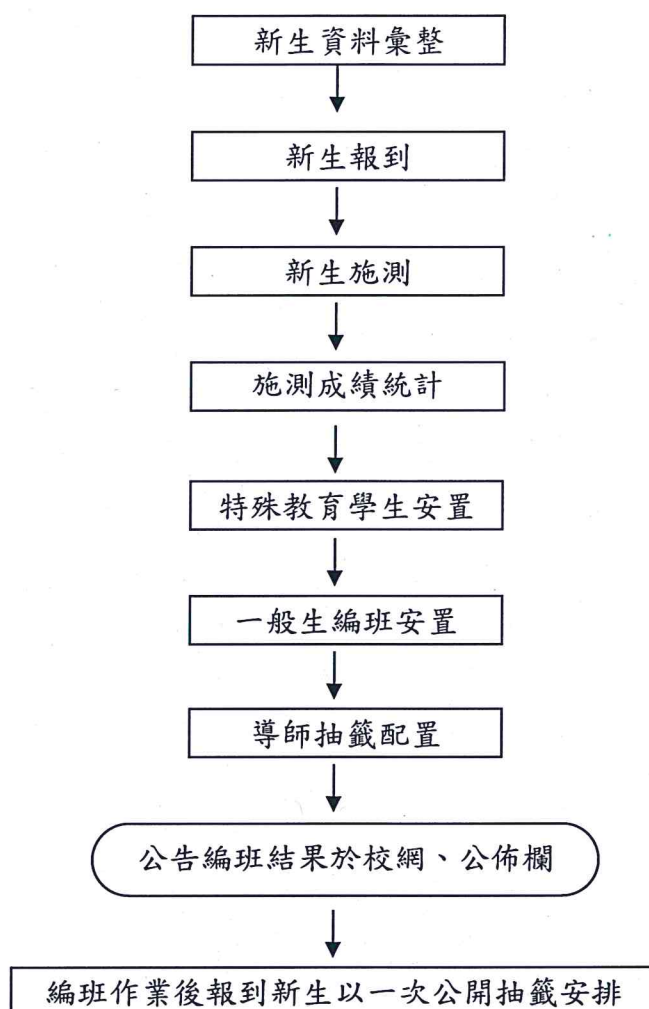 新生資料彙整
新生報到
新生施測
施測成績統計
特殊教育學生安置
一般生編班安置
導師抽籤配置
公告編班結果於校網、公佈欄
編班作業後報到新生以一次公開抽籤安排